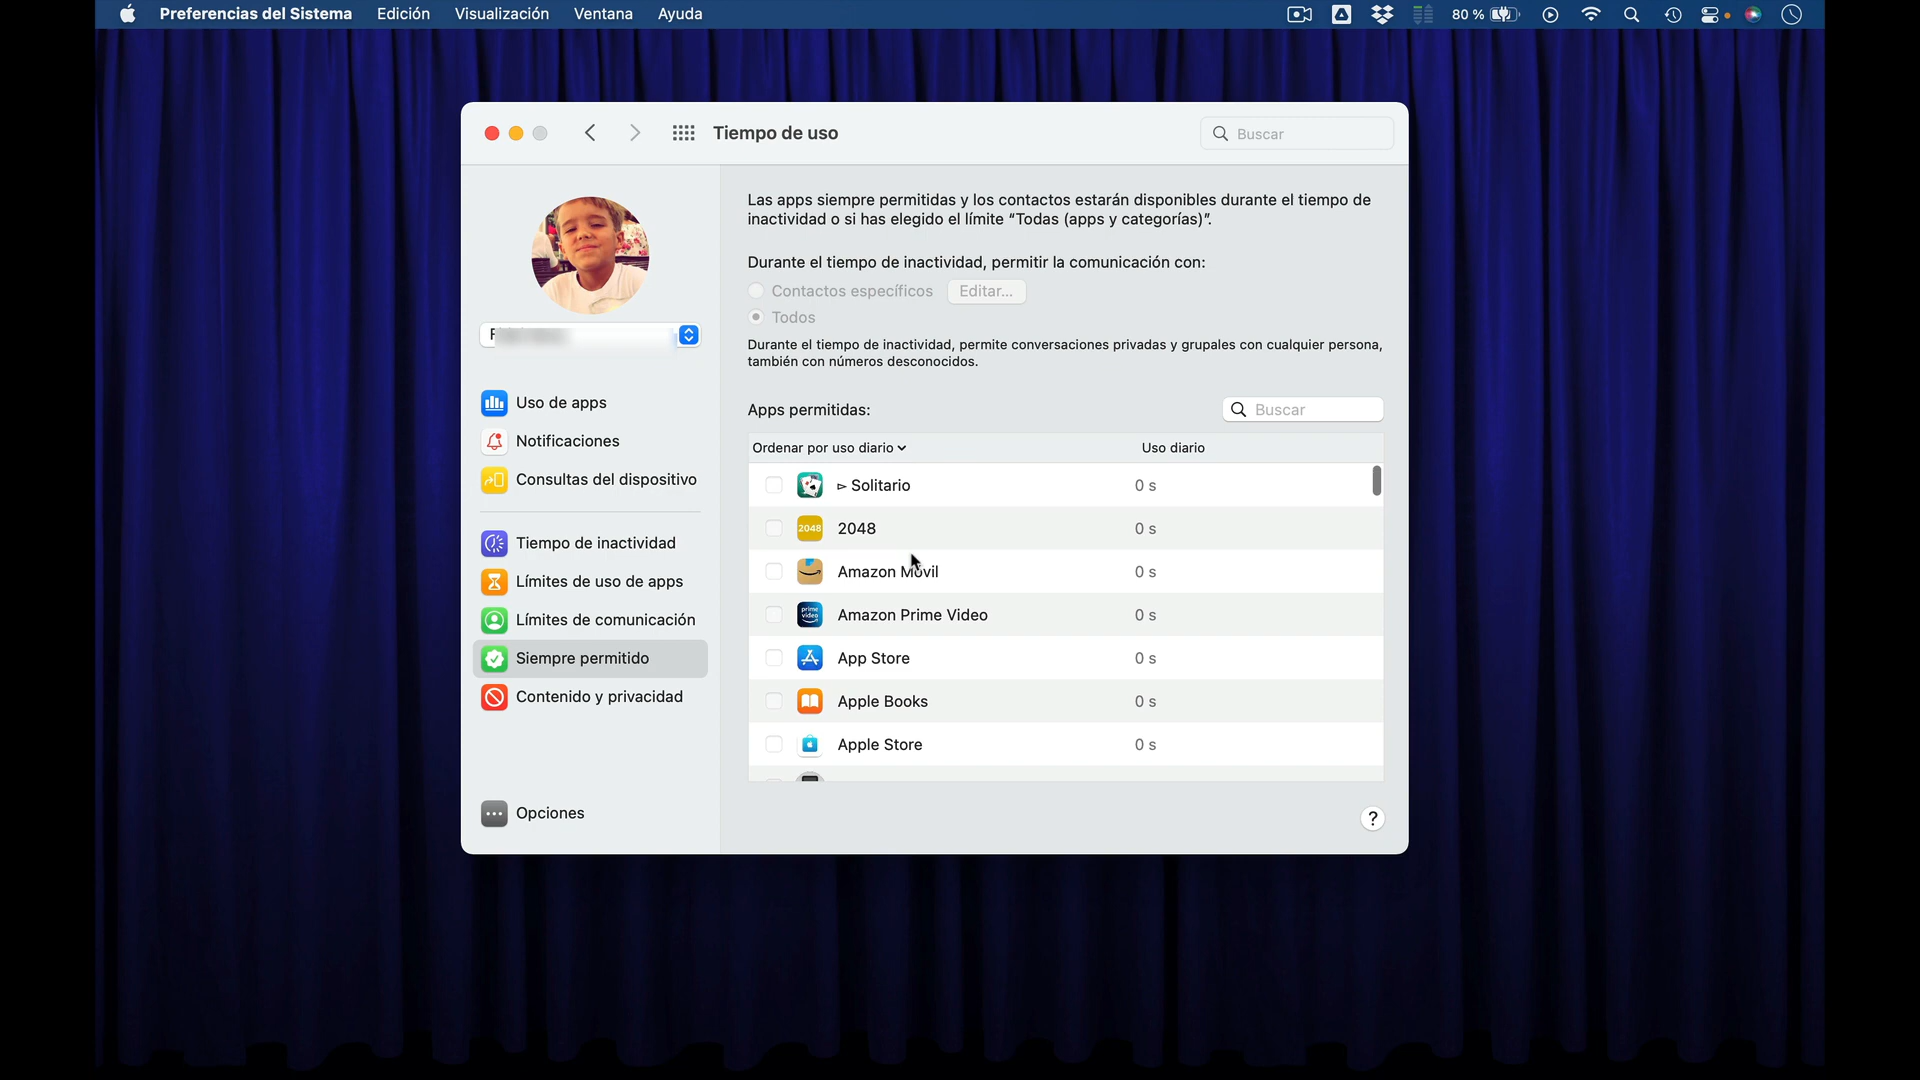 Preferencias del Sistema Edición Visualización Ventana Ayuda 80 %
Tiempo de uso
Buscar
Las apps siempre permitidas y los contactos estarán disponibles durante el tiempo de
inactividad o si has elegido el límite “Todas (apps y categorías)”.
Durante el tiempo de inactividad, permitir la comunicación con:
Contactos específicos Editar...
Todos
Durante el tiempo de inactividad, permite conversaciones privadas y grupales con cualquier persona,
también con números desconocidos.
Uso de apps
Notificaciones
Consultas del dispositivo
Tiempo de inactividad
Límites de uso de apps
Límites de comunicación
Siempre permitido
Contenido y privacidad
Opciones
Apps permitidas:
Buscar
Ordenar por uso diario Uso diario
▻ Solitario 0 s
2048 2048 0 s
Amazon Móvil 0 s
prime
video
Amazon Prime Video 0 s
App Store 0 s
Apple Books 0 s
Apple Store 0 s
?